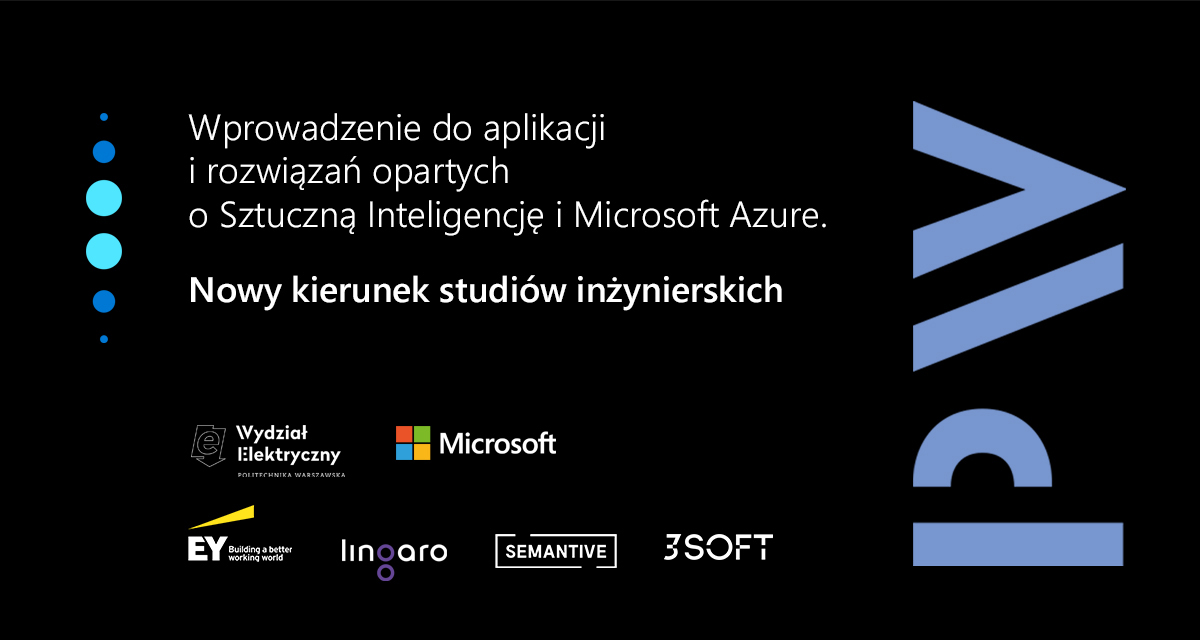 Wprowadzenie do aplikacji
i rozwiązań opartych
o Sztuczną Inteligencję i Microsoft Azure.
Nowy kierunek studiów inżynierskich
Wydział
Elektryczny
POLITECHNIKA WARSZAWSKA
Microsoft
EY
Building a better
working world
lingaro
SEMANTIVE
3SOFT
PW